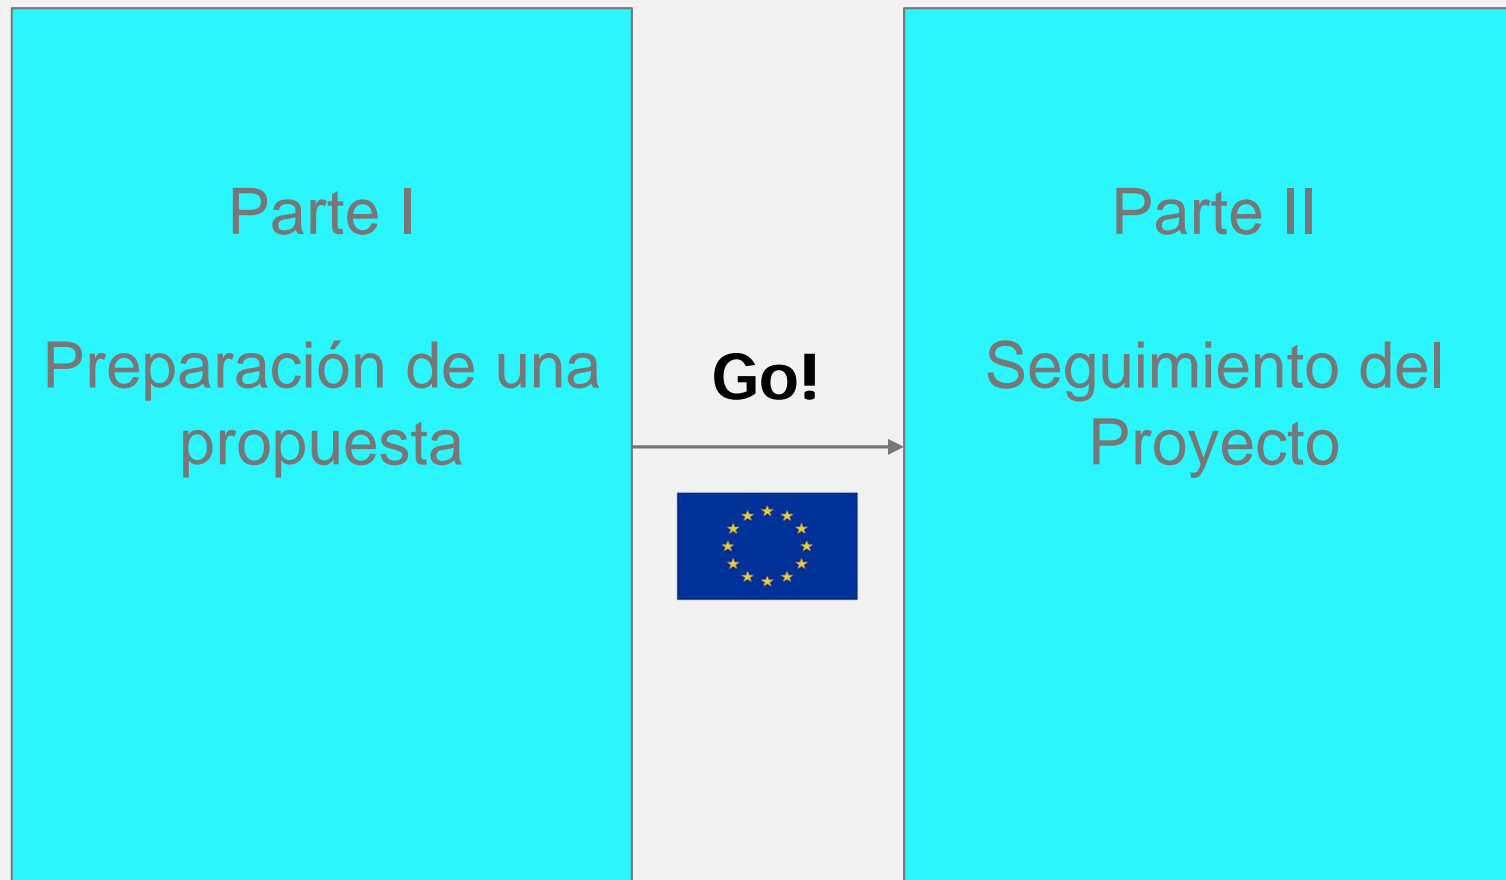 Parte I
Preparación de una
propuesta
Go!
Parte II
Seguimiento del
Proyecto